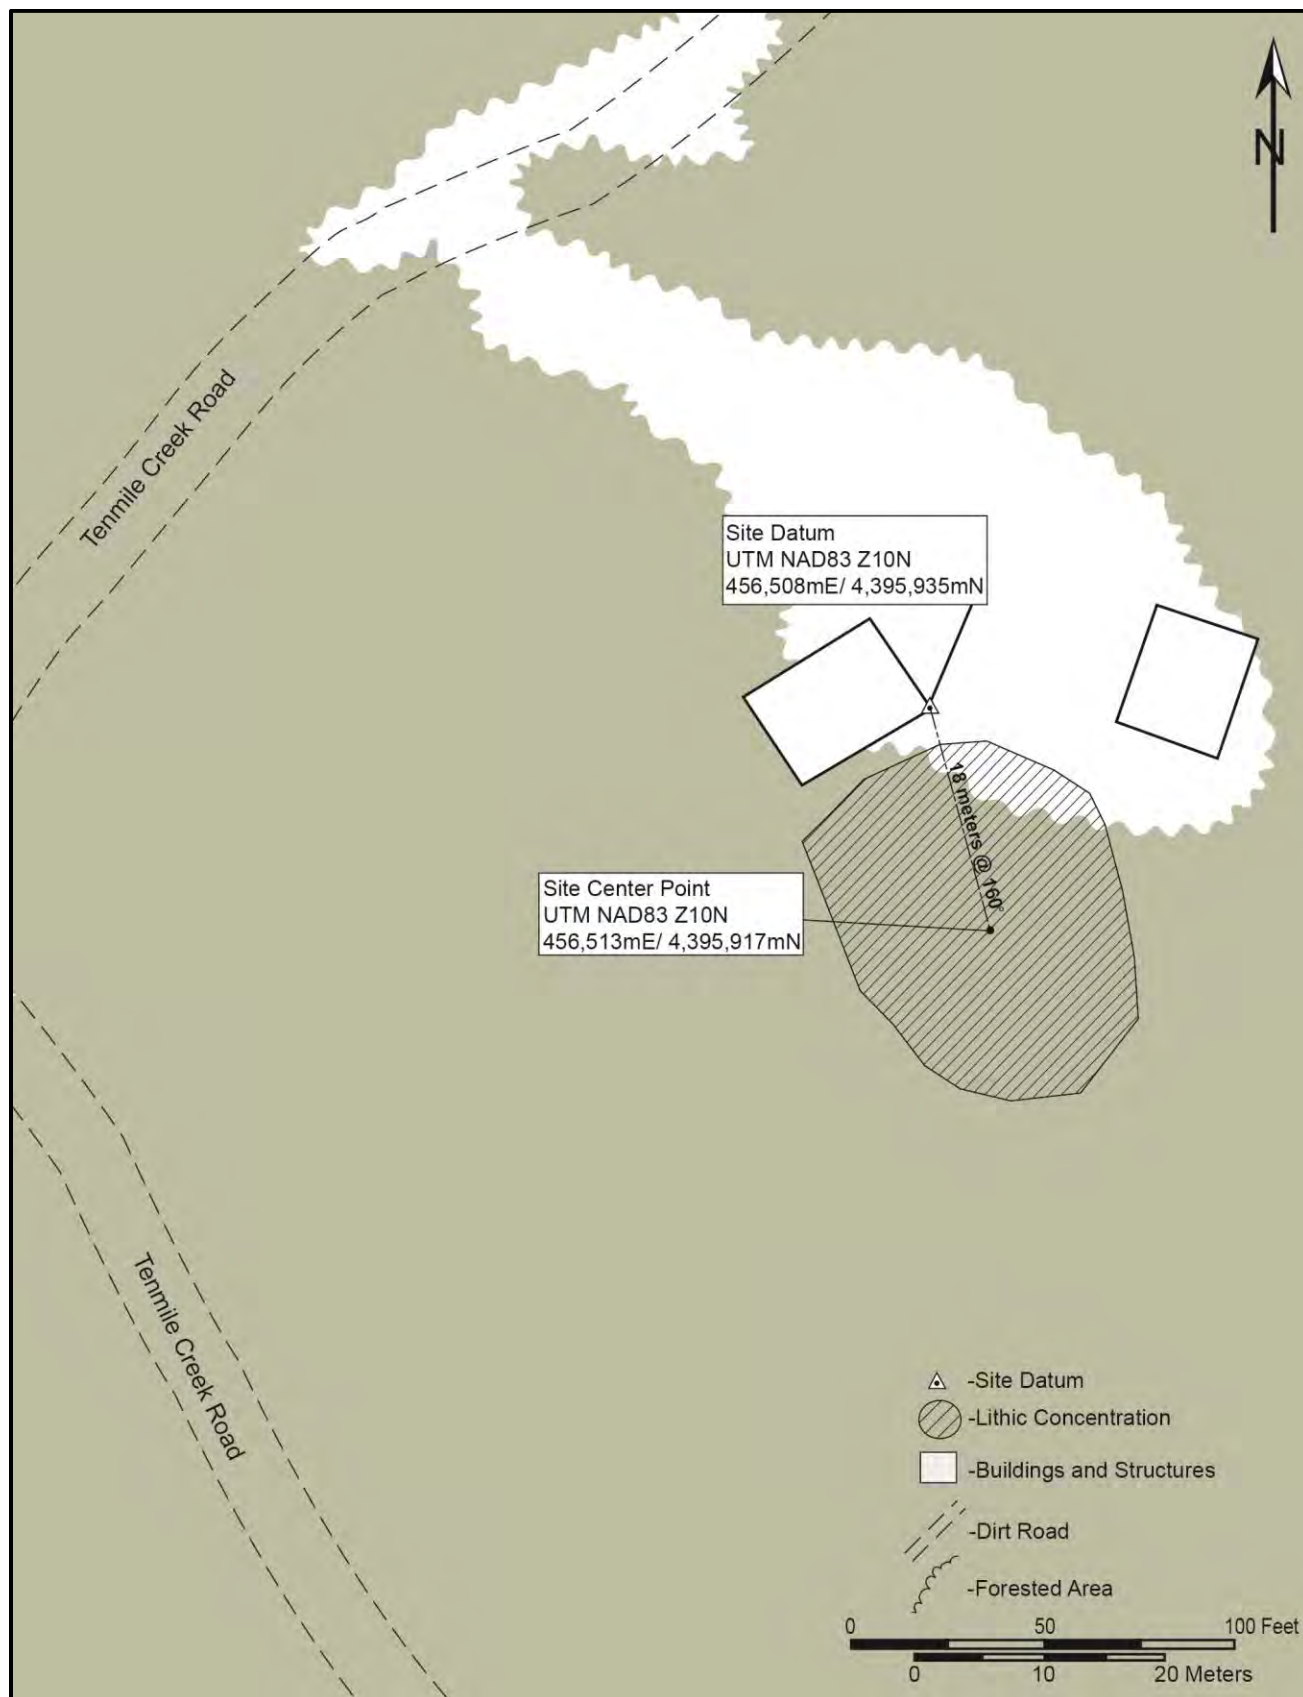 N
Tenmile Creek Road
Site Datum
UTM NAD83 Z10N
456,508mE/ 4,395,935mN
18 meters @ 160°
Site Center Point
UTM NAD83 Z10N
456,513mE/ 4,395,917mN
Tenmile Creek Road
-Site Datum
-Lithic Concentration
-Buildings and Structures
-Dirt Road
-Forested Area
0 50 100 Feet
0 10 20 Meters